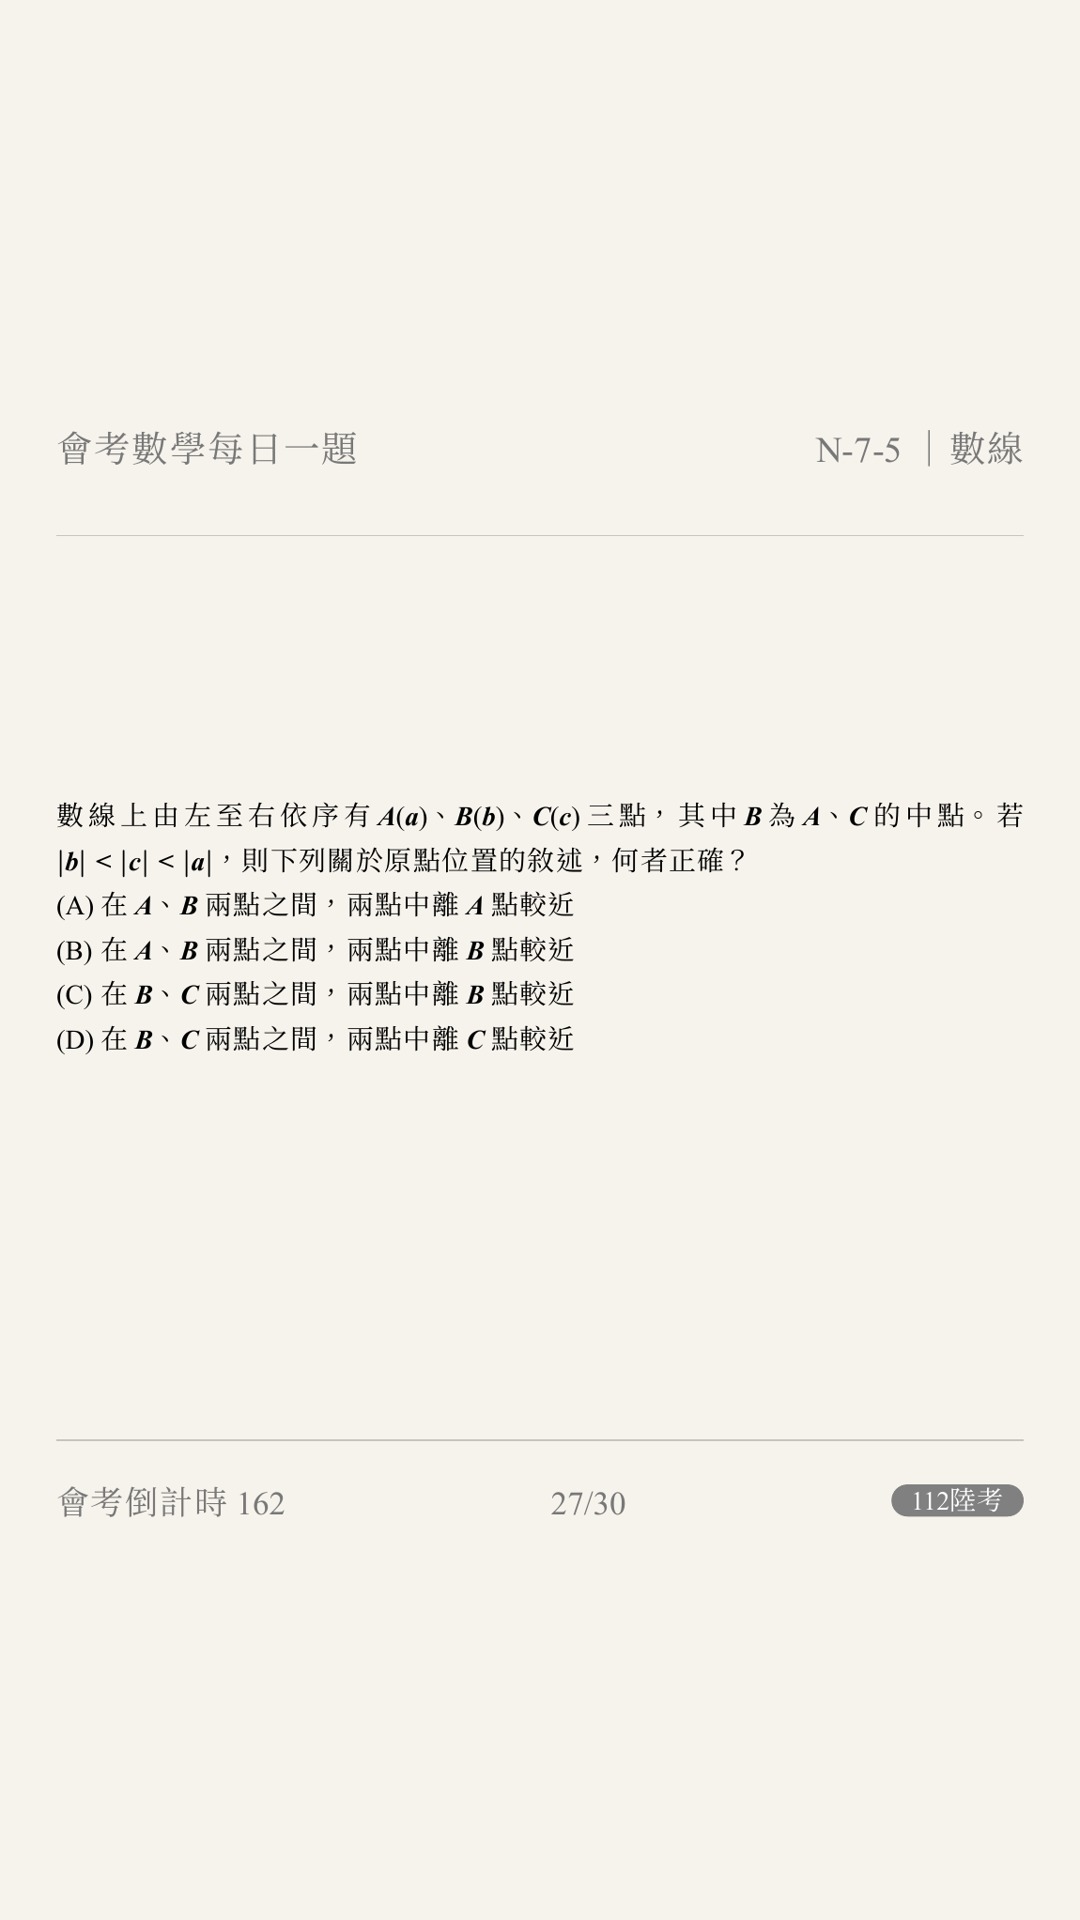 會考數學每日一題
N-7-5｜數線
數線上由左至右依序有 A(a)、B(b)、C(c) 三點，其中 B 為 A、C 的中點。若
|b| < |c| < |a|，則下列關於原點位置的敘述，何者正確？
(A) 在 A、B 兩點之間，兩點中離 A 點較近
(B) 在 A、B 兩點之間，兩點中離 B 點較近
(C) 在 B、C 兩點之間，兩點中離 B 點較近
(D) 在 B、C 兩點之間，兩點中離 C 點較近
會考倒計時 162
27/30
112陸考